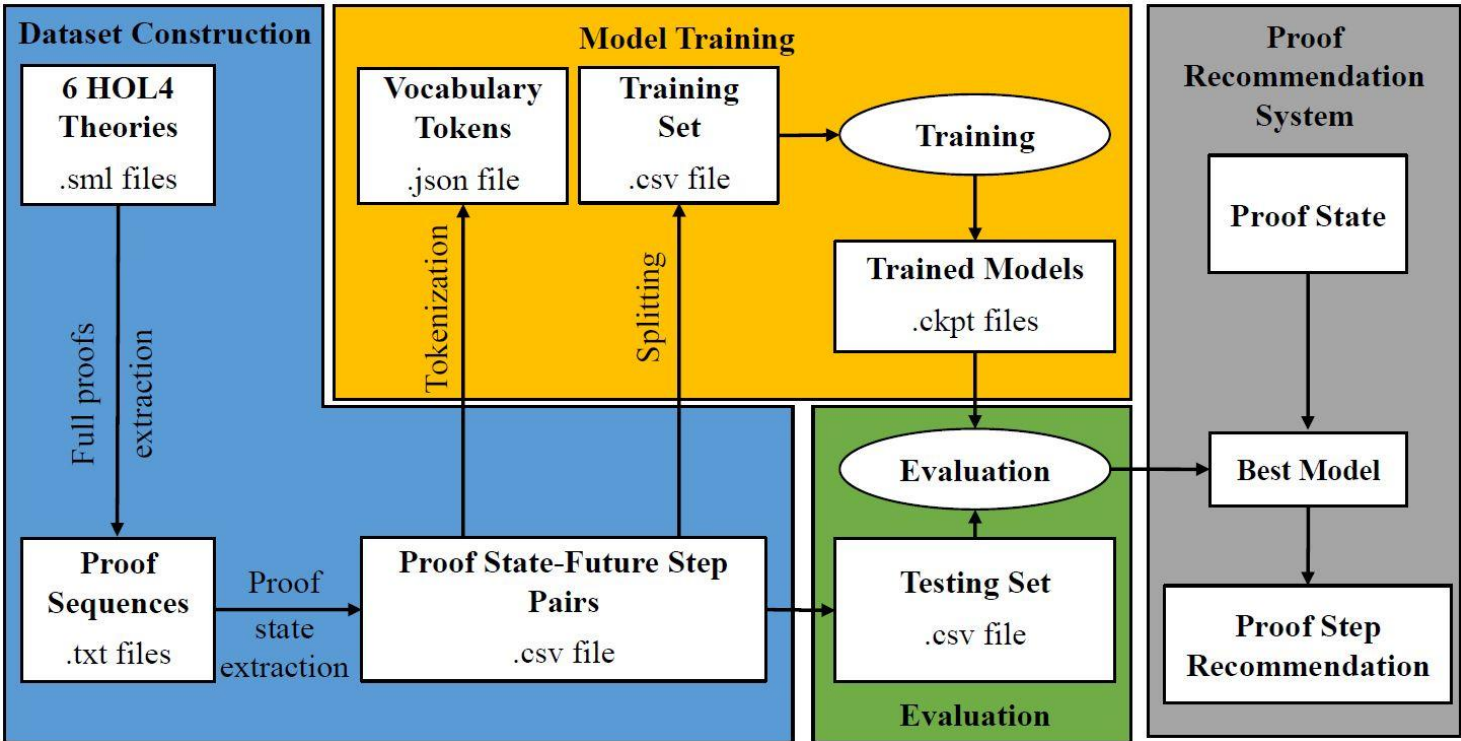 Dataset Construction
6 HOL4
Theories
.sml files
Full proofs
extraction
Proof
Sequences
.txt files
Proof
state
extraction
Proof State-Future Step
Pairs
.csv file
Model Training
Vocabulary
Tokens
.json file
Training
Set
.csv file
Training
Tokenization
Splitting
Trained Models
.ckpt files
Evaluation
Testing Set
.csv file
Evaluation
Proof
Recommendation
System
Proof State
Best Model
Proof Step
Recommendation